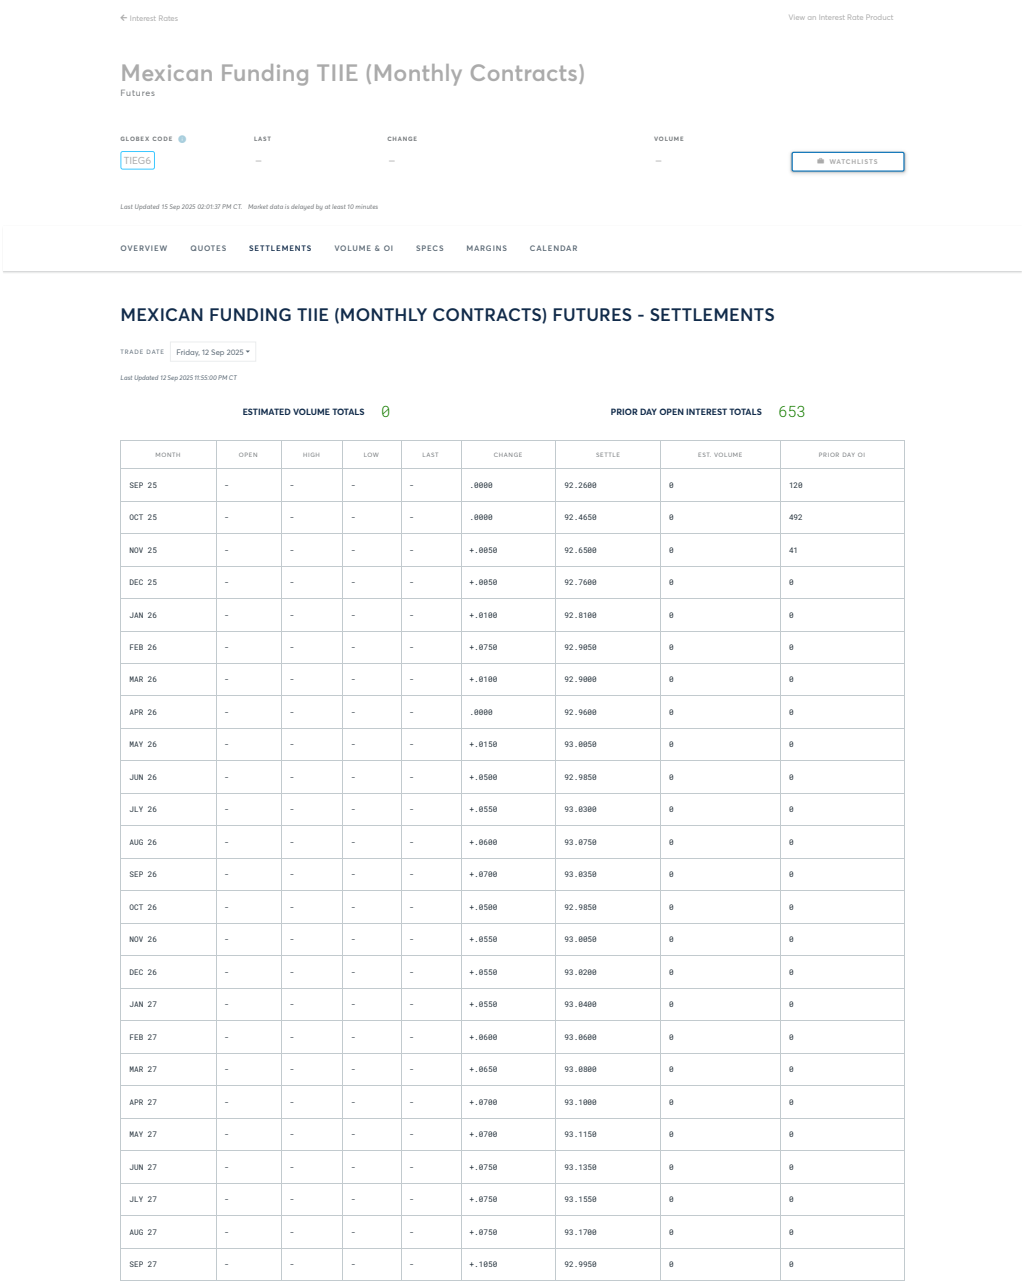 ← Interest Rates
View an Interest Rate Product
Mexican Funding TIIE (Monthly Contracts)
Futures
GLOBEX CODE LAST CHANGE VOLUME
TIEG6 – – –
WATCHLISTS
Last Updated 15 Sep 2025 02:01:37 PM CT. Market data is delayed by at least 10 minutes
OVERVIEW QUOTES SETTLEMENTS VOLUME & OI SPECS MARGINS CALENDAR
MEXICAN FUNDING TIIE (MONTHLY CONTRACTS) FUTURES - SETTLEMENTS
TRADE DATE Friday, 12 Sep 2025
Last Updated 12 Sep 2025 11:55:00 PM CT
ESTIMATED VOLUME TOTALS 0 PRIOR DAY OPEN INTEREST TOTALS 653
MONTH OPEN HIGH LOW LAST CHANGE SETTLE EST. VOLUME PRIOR DAY OI
SEP 25 - - - - .0000 92.2600 0 120
OCT 25 - - - - .0000 92.4650 0 492
NOV 25 - - - - +.0050 92.6500 0 41
DEC 25 - - - - +.0050 92.7600 0 0
JAN 26 - - - - +.0100 92.8100 0 0
FEB 26 - - - - +.0750 92.9050 0 0
MAR 26 - - - - +.0100 92.9000 0 0
APR 26 - - - - .0000 92.9600 0 0
MAY 26 - - - - +.0150 93.0050 0 0
JUN 26 - - - - +.0500 92.9850 0 0
JLY 26 - - - - +.0550 93.0300 0 0
AUG 26 - - - - +.0600 93.0750 0 0
SEP 26 - - - - +.0700 93.0350 0 0
OCT 26 - - - - +.0500 92.9850 0 0
NOV 26 - - - - +.0550 93.0050 0 0
DEC 26 - - - - +.0550 93.0200 0 0
JAN 27 - - - - +.0550 93.0400 0 0
FEB 27 - - - - +.0600 93.0600 0 0
MAR 27 - - - - +.0650 93.0800 0 0
APR 27 - - - - +.0700 93.1000 0 0
MAY 27 - - - - +.0700 93.1150 0 0
JUN 27 - - - - +.0750 93.1350 0 0
JLY 27 - - - - +.0750 93.1550 0 0
AUG 27 - - - - +.0750 93.1700 0 0
SEP 27 - - - - +.1050 92.9950 0 0